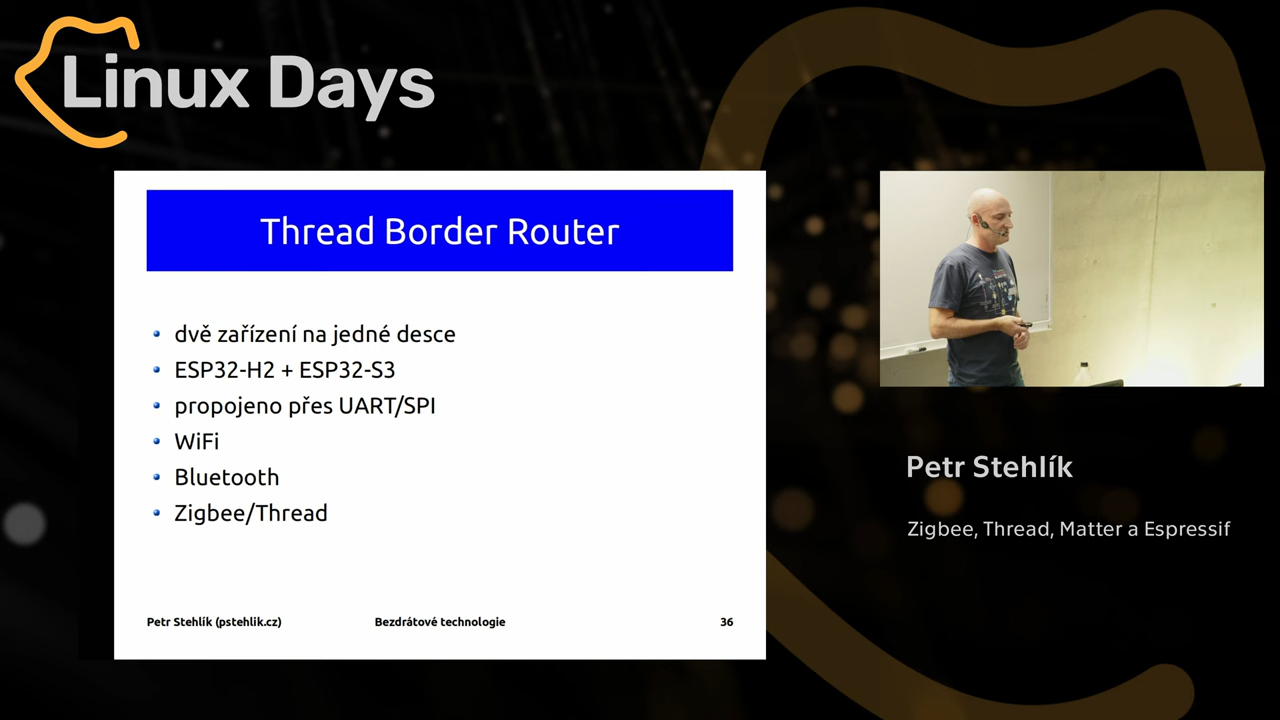 Linux Days
Thread Border Router
dvě zařízení na jedné desce
ESP32-H2 + ESP32-S3
propojeno přes UART/SPI
WiFi
Bluetooth
Zigbee/Thread
Petr Stehlík (pstehlik.cz)
Bezdrátové technologie
36
Petr Stehlík
Zigbee, Thread, Matter a Espressif